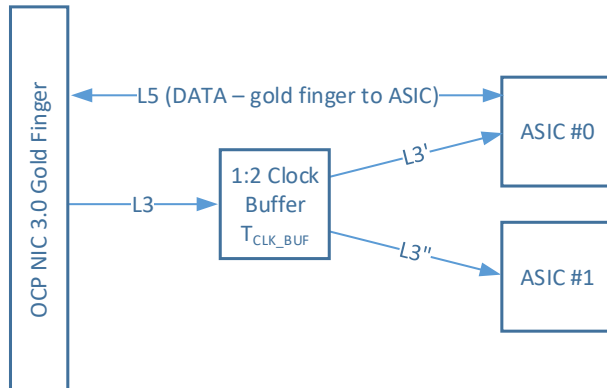 OCP NIC 3.0 Gold Finger
L5 (DATA – gold finger to ASIC)
ASIC #0
L3'
1:2 Clock
Buffer
T_CLK_BUF
L3
L3"
ASIC #1